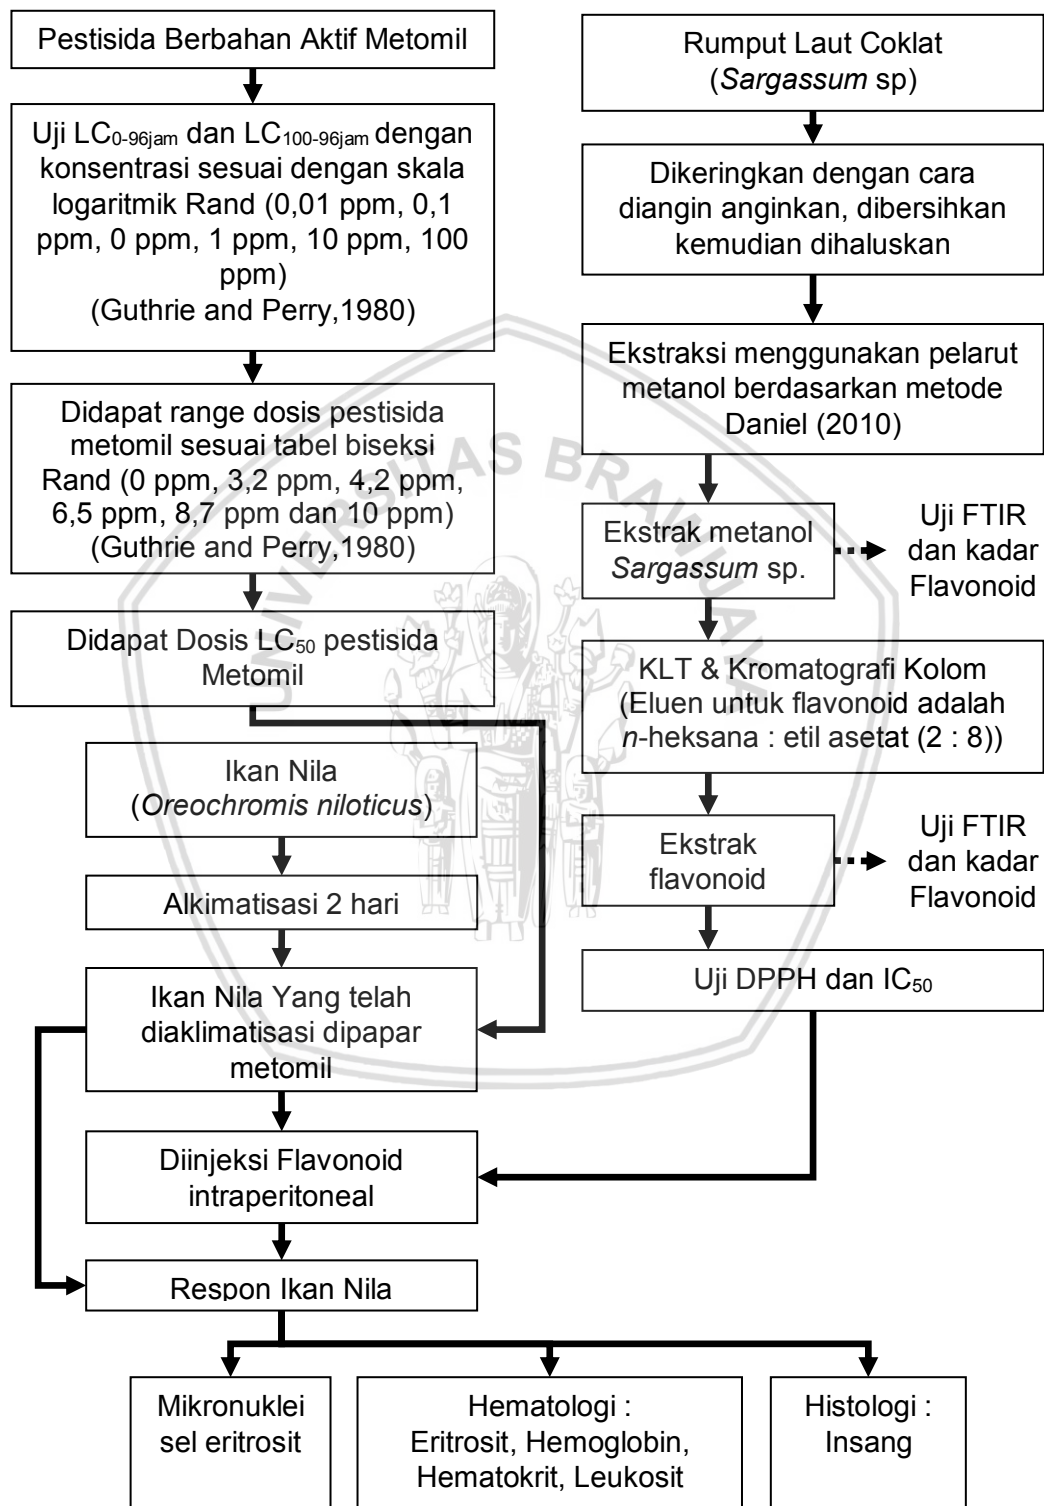 Pestisida Berbahan Aktif Metomil
Uji LC0-96jam dan LC100-96jam dengan
konsentrasi sesuai dengan skala
logaritmik Rand (0,01 ppm, 0,1
ppm, 0 ppm, 1 ppm, 10 ppm, 100
ppm)
(Guthrie and Perry,1980)
Didapat range dosis pestisida
metomil sesuai tabel biseksi
Rand (0 ppm, 3,2 ppm, 4,2 ppm,
6,5 ppm, 8,7 ppm dan 10 ppm)
(Guthrie and Perry,1980)
Didapat Dosis LC50 pestisida
Metomil
Ikan Nila
(Oreochromis niloticus)
Alkimatisasi 2 hari
Ikan Nila Yang telah
diaklimatisasi dipapar
metomil
Diinjeksi Flavonoid
intraperitoneal
Respon Ikan Nila
Rumput Laut Coklat
(Sargassum sp)
Dikeringkan dengan cara
diangin anginkan, dibersihkan
kemudian dihaluskan
Ekstraksi menggunakan pelarut
metanol berdasarkan metode
Daniel (2010)
Ekstrak metanol
Sargassum sp.
Uji FTIR
dan kadar
Flavonoid
KLT & Kromatografi Kolom
(Eluen untuk flavonoid adalah
n-heksana : etil asetat (2 : 8))
Ekstrak
flavonoid
Uji FTIR
dan kadar
Flavonoid
Uji DPPH dan IC50
Mikronuklei
sel eritrosit
Hematologi :
Eritrosit, Hemoglobin,
Hematokrit, Leukosit
Histologi :
Insang
UNIVERSITAS BRAWIJAYA